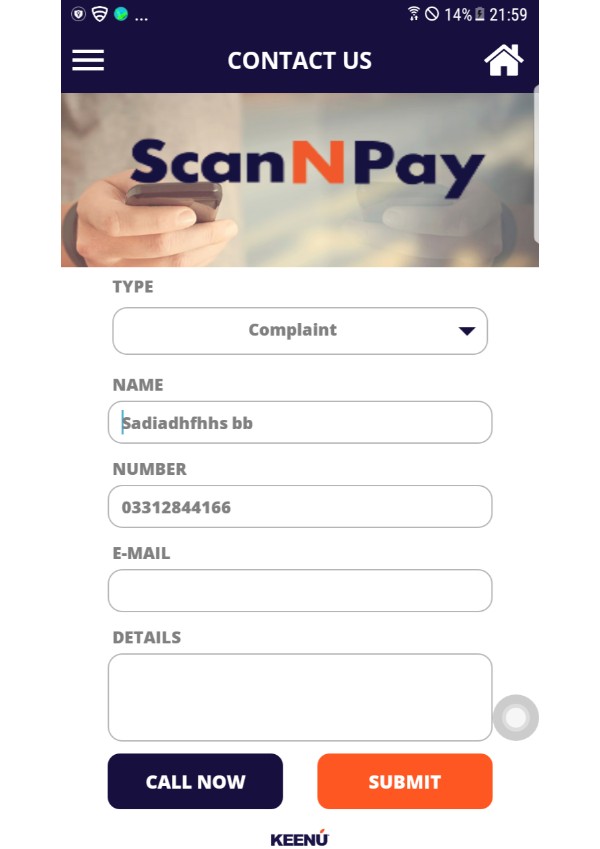 ... 14% 21:59
CONTACT US
ScanNPay
TYPE
Complaint
NAME
Sadiadhfhhs bb
NUMBER
03312844166
E-MAIL
DETAILS
CALL NOW SUBMIT
KEENÚ